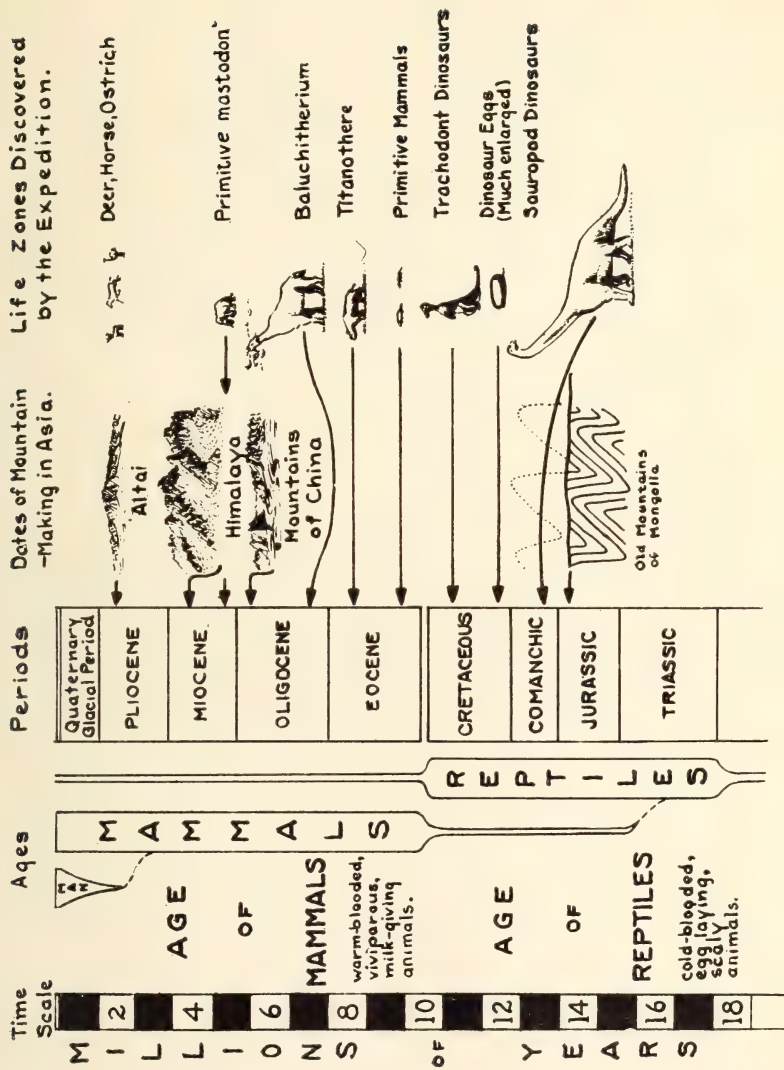 Time
Scale
Ages
Periods
Dates of Mountain
-Making in Asia.
Life Zones Discovered
by the Expedition.
MILLIONS OF YEARS
2
4
6
8
10
12
14
16
18
MAN
AGE
OF
MAMMALS
warm-blooded,
viviparous,
milk-giving
animals.
AGE
OF
REPTILES
cold-blooded,
egg laying,
scaly
animals.
MAMMALS
REPTILES
Quaternary
Glacial Period
PLIOCENE
MIOCENE
OLIGOCENE
EOCENE
CRETACEOUS
COMANCHIC
JURASSIC
TRIASSIC
Altai
Himalaya
Mountains
of China
Old Mountains
of Mongolia
Deer, Horse, Ostrich
Primitive mastodon
Baluchitherium
Titanothere
Primitive Mammals
Trachodont Dinosaurs
Dinosaur Eggs
(Much enlarged)
Sauropod Dinosaurs